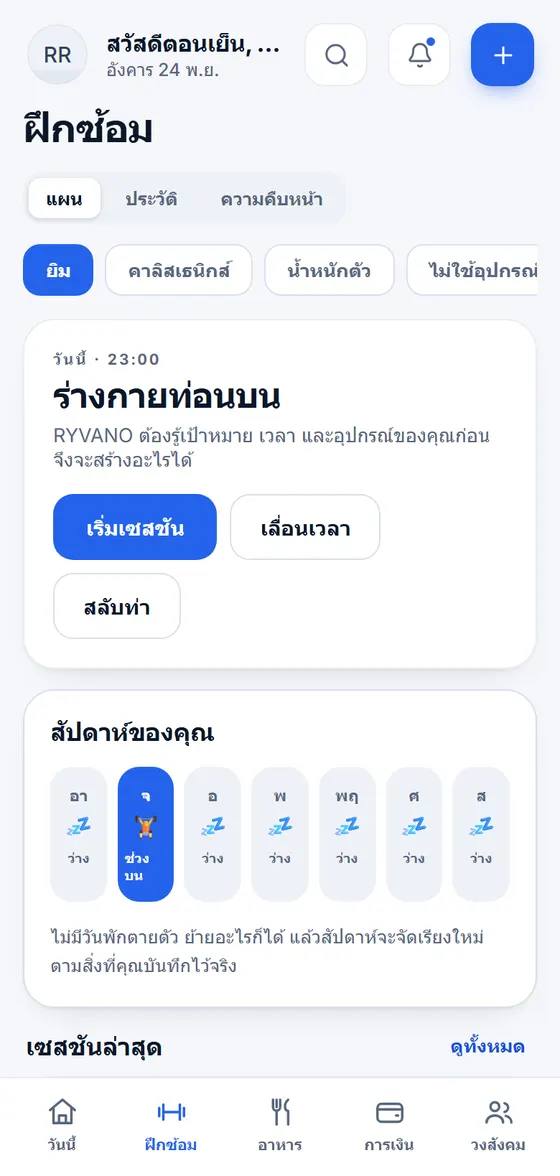 RR
สวัสดีตอนเย็น, ...
อังคาร 24 พ.ย.
ฝึกซ้อม
แผน
ประวัติ
ความคืบหน้า
ยิม
คาลิสเธนิกส์
น้ำหนักตัว
ไม่ใช้อุปกรณ์
วันนี้ · 23:00
ร่างกายท่อนบน
RYVANO ต้องรู้เป้าหมาย เวลา และอุปกรณ์ของคุณก่อน
จึงจะสร้างอะไรได้
เริ่มเซสชัน
เลื่อนเวลา
สลับท่า
สัปดาห์ของคุณ
อา
จ
อ
พ
พฤ
ศ
ส
ว่าง
ช่วง
บน
ว่าง
ว่าง
ว่าง
ว่าง
ว่าง
ไม่มีวันพักตายตัว ย้ายอะไรก็ได้ แล้วสัปดาห์จะจัดเรียงใหม่
ตามสิ่งที่คุณบันทึกไว้จริง
เซสชันล่าสุด
ดูทั้งหมด
วันนี้
ฝึกซ้อม
อาหาร
การเงิน
วงสังคม